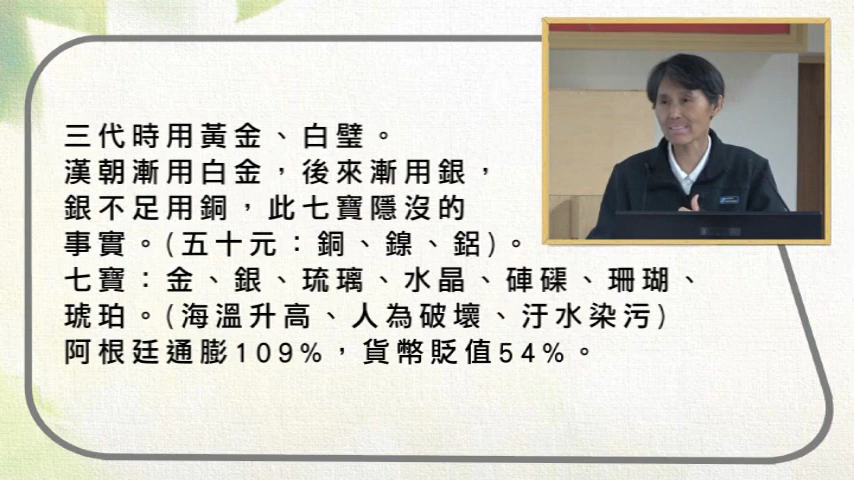 三代時用黃金、白璧。
漢朝漸用白金，後來漸用銀，
銀不足用銅，此七寶隱沒的
事實。(五十元：銅、鎳、鋁)。
七寶：金、銀、琉璃、水晶、硨磲、珊瑚、
琥珀。(海溫升高、人為破壞、汙水染污)
阿根廷通膨109%，貨幣貶值54%。